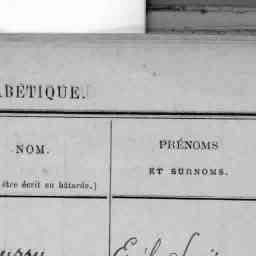 ABÉTIQUE.
NOM.
être écrit en bâtarde.)
PRÉNOMS
ET SURNOMS.